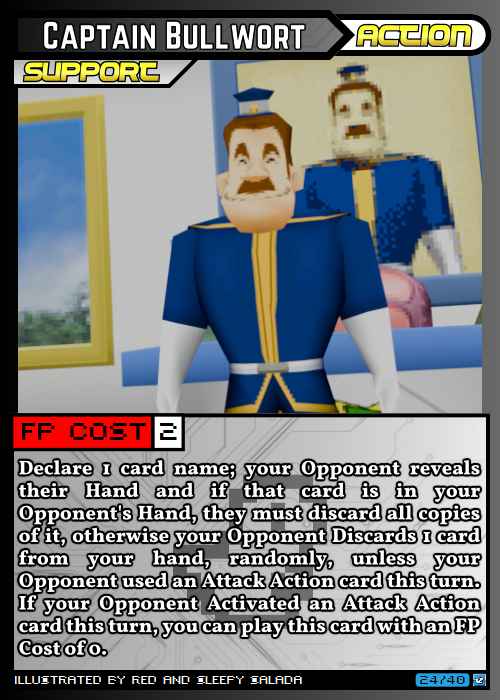 CAPTAIN BULLWORT
ACTION
SUPPORT
FP COST 2
Declare 1 card name; your Opponent reveals
their Hand and if that card is in your
Opponent's Hand, they must discard all copies
of it, otherwise your Opponent Discards 1 card
from your hand, randomly, unless your
Opponent used an Attack Action card this turn.
If your Opponent Activated an Attack Action
card this turn, you can play this card with an FP
Cost of 0.
ILLUSTRATED BY RED AND SLEEPY SALADA
24/40